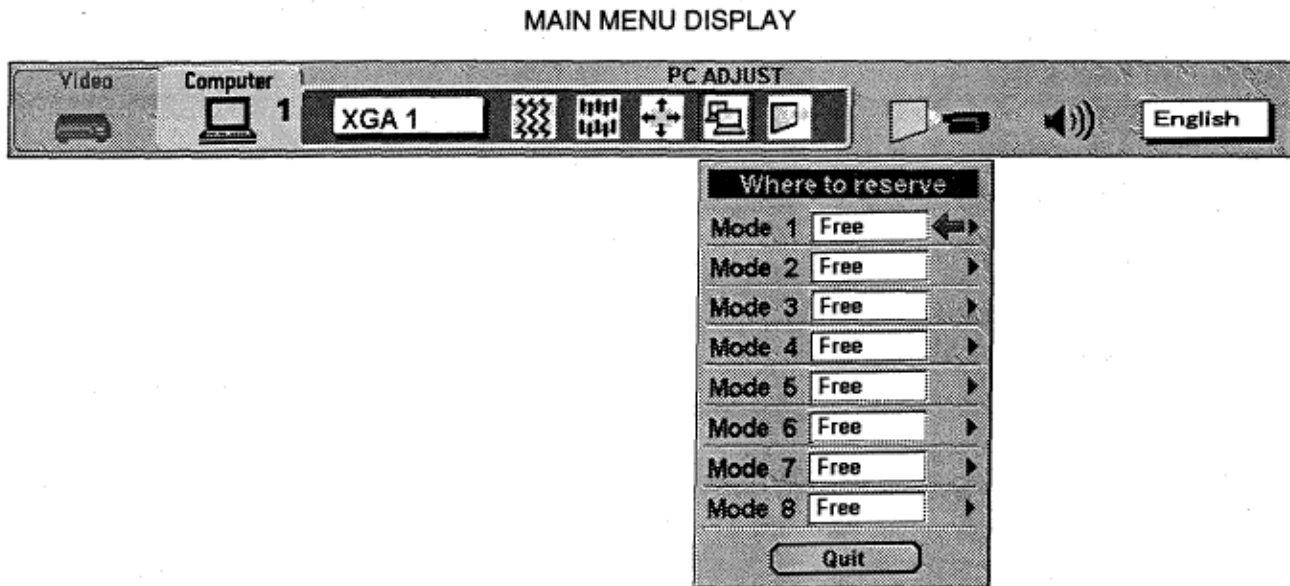 MAIN MENU DISPLAY
PC ADJUST
Video
Computer
1
XGA 1
English
Where to reserve
Mode 1 Free
Mode 2 Free
Mode 3 Free
Mode 4 Free
Mode 5 Free
Mode 6 Free
Mode 7 Free
Mode 8 Free
Quit